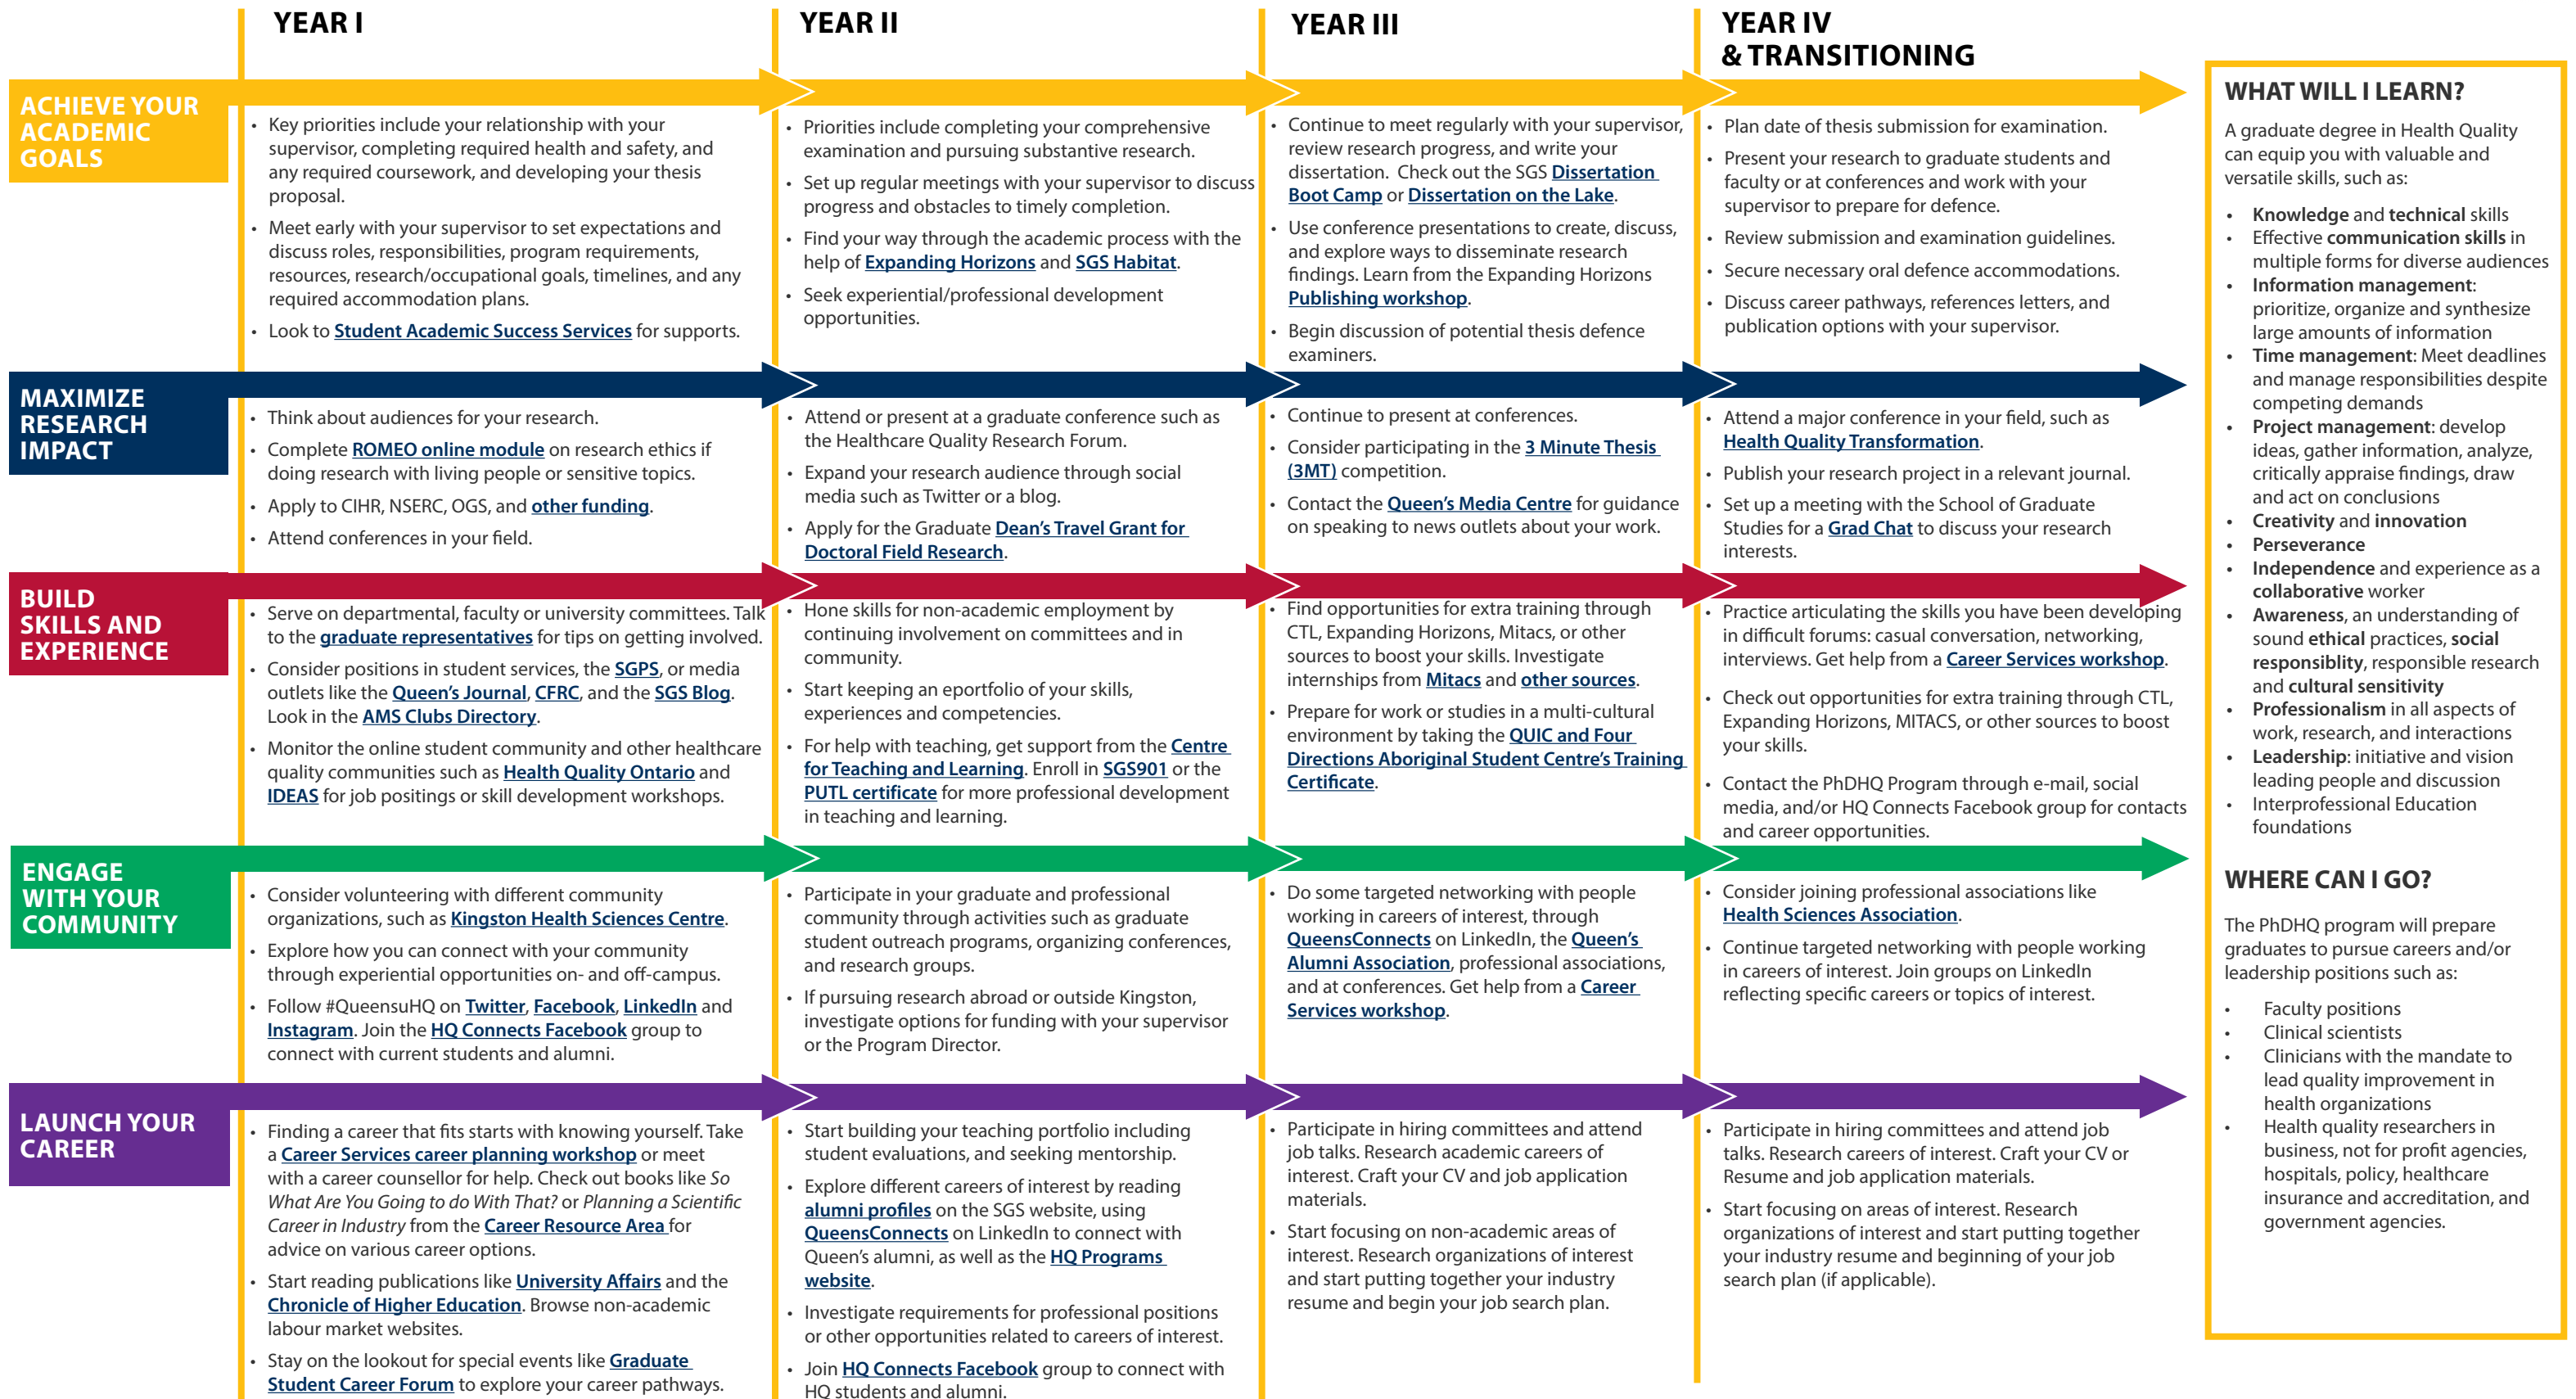 YEAR I
YEAR II
YEAR III
YEAR IV
& TRANSITIONING
ACHIEVE YOUR
ACADEMIC
GOALS
• Key priorities include your relationship with your
supervisor, completing required health and safety, and
any required coursework, and developing your thesis
proposal.
• Meet early with your supervisor to set expectations and
discuss roles, responsibilities, program requirements,
resources, research/occupational goals, timelines, and any
required accommodation plans.
• Look to Student Academic Success Services for supports.
• Priorities include completing your comprehensive
examination and pursuing substantive research.
• Set up regular meetings with your supervisor to discuss
progress and obstacles to timely completion.
• Find your way through the academic process with the
help of Expanding Horizons and SGS Habitat.
• Seek experiential/professional development
opportunities.
• Continue to meet regularly with your supervisor,
review research progress, and write your
dissertation. Check out the SGS Dissertation
Boot Camp or Dissertation on the Lake.
• Use conference presentations to create, discuss,
and explore ways to disseminate research
findings. Learn from the Expanding Horizons
Publishing workshop.
• Begin discussion of potential thesis defence
examiners.
• Plan date of thesis submission for examination.
• Present your research to graduate students and
faculty or at conferences and work with your
supervisor to prepare for defence.
• Review submission and examination guidelines.
• Secure necessary oral defence accommodations.
• Discuss career pathways, references letters, and
publication options with your supervisor.
MAXIMIZE
RESEARCH
IMPACT
• Think about audiences for your research.
• Complete ROMEO online module on research ethics if
doing research with living people or sensitive topics.
• Apply to CIHR, NSERC, OGS, and other funding.
• Attend conferences in your field.
• Attend or present at a graduate conference such as
the Healthcare Quality Research Forum.
• Expand your research audience through social
media such as Twitter or a blog.
• Apply for the Graduate Dean's Travel Grant for
Doctoral Field Research.
• Continue to present at conferences.
• Consider participating in the 3 Minute Thesis
(3MT) competition.
• Contact the Queen's Media Centre for guidance
on speaking to news outlets about your work.
• Attend a major conference in your field, such as
Health Quality Transformation.
• Publish your research project in a relevant journal.
• Set up a meeting with the School of Graduate
Studies for a Grad Chat to discuss your research
interests.
BUILD
SKILLS AND
EXPERIENCE
• Serve on departmental, faculty or university committees. Talk
to the graduate representatives for tips on getting involved.
• Consider positions in student services, the SGPS, or media
outlets like the Queen's Journal, CFRC, and the SGS Blog.
Look in the AMS Clubs Directory.
• Monitor the online student community and other healthcare
quality communities such as Health Quality Ontario and
IDEAS for job positings or skill development workshops.
• Hone skills for non-academic employment by
continuing involvement on committees and in
community.
• Start keeping an eportfolio of your skills,
experiences and competencies.
• For help with teaching, get support from the Centre
for Teaching and Learning. Enroll in SGS901 or the
PUTL certificate for more professional development
in teaching and learning.
• Find opportunities for extra training through
CTL, Expanding Horizons, Mitacs, or other
sources to boost your skills. Investigate
internships from Mitacs and other sources.
• Prepare for work or studies in a multi-cultural
environment by taking the QUIC and Four
Directions Aboriginal Student Centre's Training
Certificate.
• Practice articulating the skills you have been developing
in difficult forums: casual conversation, networking,
interviews. Get help from a Career Services workshop.
• Check out opportunities for extra training through CTL,
Expanding Horizons, MITACS, or other sources to boost
your skills.
• Contact the PhDHQ Program through e-mail, social
media, and/or HQ Connects Facebook group for contacts
and career opportunities.
ENGAGE
WITH YOUR
COMMUNITY
• Consider volunteering with different community
organizations, such as Kingston Health Sciences Centre.
• Explore how you can connect with your community
through experiential opportunities on- and off-campus.
• Follow #QueensuHQ on Twitter, Facebook, LinkedIn and
Instagram. Join the HQ Connects Facebook group to
connect with current students and alumni.
• Participate in your graduate and professional
community through activities such as graduate
student outreach programs, organizing conferences,
and research groups.
• If pursuing research abroad or outside Kingston,
investigate options for funding with your supervisor
or the Program Director.
• Do some targeted networking with people
working in careers of interest, through
QueensConnects on LinkedIn, the Queen's
Alumni Association, professional associations,
and at conferences. Get help from a Career
Services workshop.
• Consider joining professional associations like
Health Sciences Association.
• Continue targeted networking with people working
in careers of interest. Join groups on LinkedIn
reflecting specific careers or topics of interest.
LAUNCH YOUR
CAREER
• Finding a career that fits starts with knowing yourself. Take
a Career Services career planning workshop or meet
with a career counsellor for help. Check out books like So
What Are You Going to do With That? or Planning a Scientific
Career in Industry from the Career Resource Area for
advice on various career options.
• Start reading publications like University Affairs and the
Chronicle of Higher Education. Browse non-academic
labour market websites.
• Stay on the lookout for special events like Graduate
Student Career Forum to explore your career pathways.
• Start building your teaching portfolio including
student evaluations, and seeking mentorship.
• Explore different careers of interest by reading
alumni profiles on the SGS website, using
QueensConnects on LinkedIn to connect with
Queen's alumni, as well as the HQ Programs
website.
• Investigate requirements for professional positions
or other opportunities related to careers of interest.
• Join HQ Connects Facebook group to connect with
HQ students and alumni.
• Participate in hiring committees and attend
job talks. Research academic careers of
interest. Craft your CV and job application
materials.
• Start focusing on non-academic areas of
interest. Research organizations of interest
and start putting together your industry
resume and begin your job search plan.
• Participate in hiring committees and attend job
talks. Research careers of interest. Craft your CV or
Resume and job application materials.
• Start focusing on areas of interest. Research
organizations of interest and start putting together
your industry resume and beginning of your job
search plan (if applicable).
WHAT WILL I LEARN?
A graduate degree in Health Quality
can equip you with valuable and
versatile skills, such as:
• Knowledge and technical skills
• Effective communication skills in
multiple forms for diverse audiences
• Information management:
prioritize, organize and synthesize
large amounts of information
• Time management: Meet deadlines
and manage responsibilities despite
competing demands
• Project management: develop
ideas, gather information, analyze,
critically appraise findings, draw
and act on conclusions
• Creativity and innovation
• Perseverance
• Independence and experience as a
collaborative worker
• Awareness, an understanding of
sound ethical practices, social
responsiblity, responsible research
and cultural sensitivity
• Professionalism in all aspects of
work, research, and interactions
• Leadership: initiative and vision
leading people and discussion
• Interprofessional Education
foundations
WHERE CAN I GO?
The PhDHQ program will prepare
graduates to pursue careers and/or
leadership positions such as:
• Faculty positions
• Clinical scientists
• Clinicians with the mandate to
lead quality improvement in
health organizations
• Health quality researchers in
business, not for profit agencies,
hospitals, policy, healthcare
insurance and accreditation, and
government agencies.